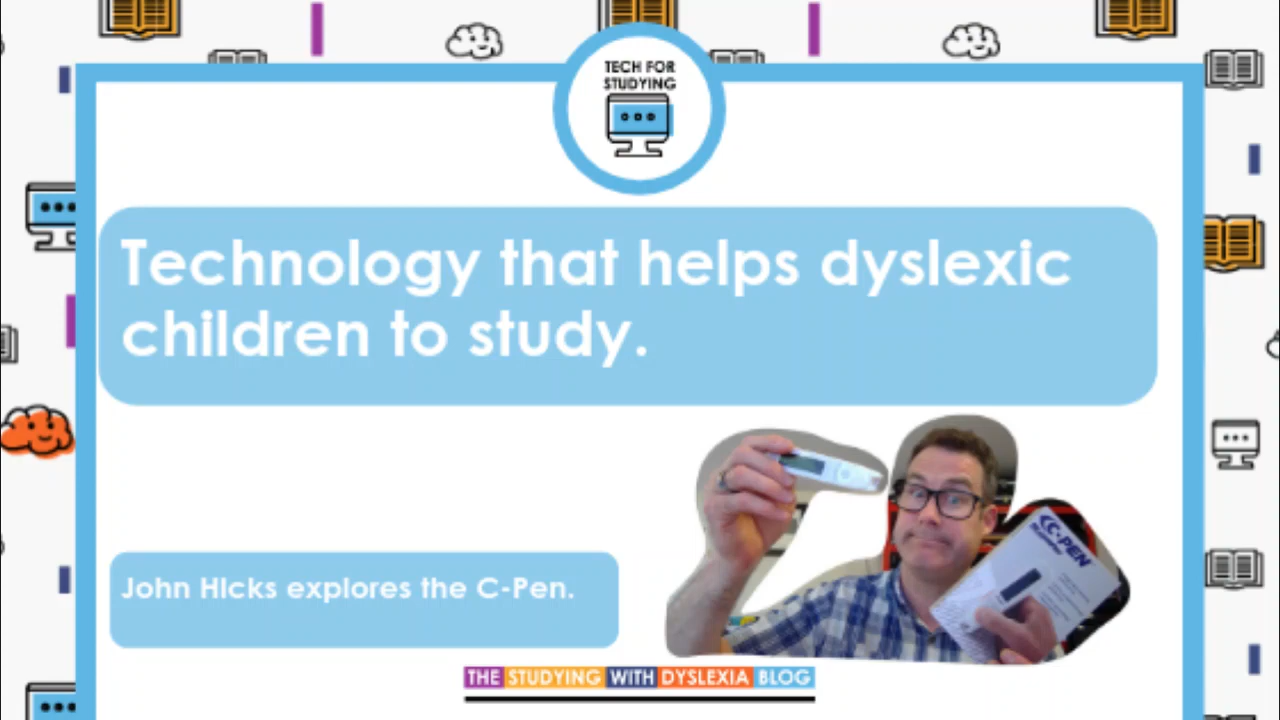 TECH FOR
STUDYING
Technology that helps dyslexic
children to study.
C-PEN
John HIcks explores the C-Pen.
THE STUDYING WITH DYSLEXIA BLOG